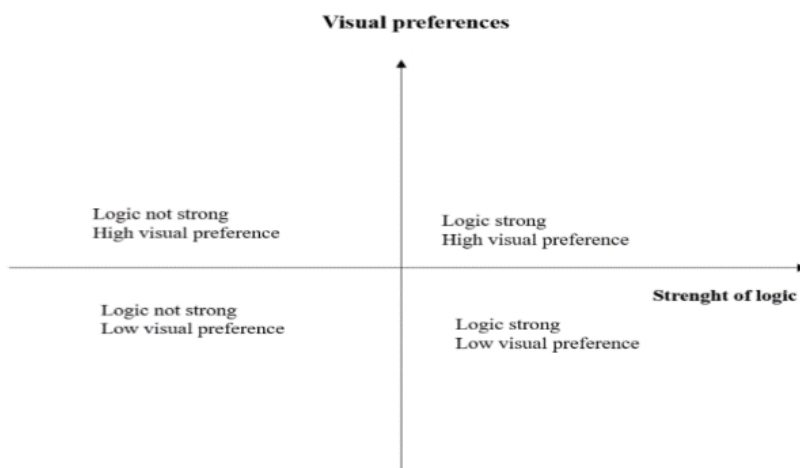 Visual preferences
Logic not strong
High visual preference
Logic strong
High visual preference
Strenght of logic
Logic not strong
Low visual preference
Logic strong
Low visual preference